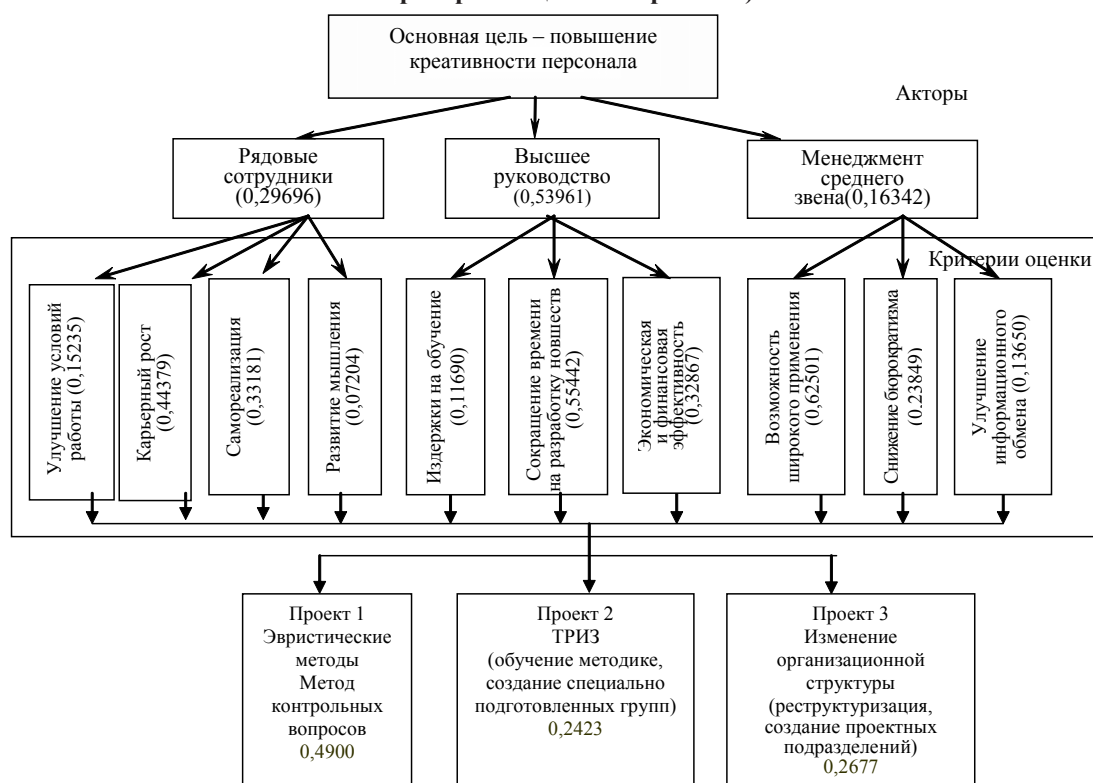 Основная цель – повышение
креативности персонала
Акторы
Рядовые
сотрудники
(0,29696)
Высшее
руководство
(0,53961)
Менеджмент
среднего
звена(0,16342)
Критерии оценки
Улучшение условий
работы (0,15235)
Карьерный рост
(0,44379)
Самореализация
(0,33181)
Развитие мышления
(0,07204)
Издержки на обучение
(0,11690)
Сокращение времени
на разработку новшеств
(0,55442)
Экономическая
и финансовая
эффективность
(0,32867)
Возможность
широкого применения
(0,62501)
Снижение бюрократизма
(0.23849)
Улучшение
информационного
обмена (0,13650)
Проект 1
Эвристические
методы
Метод
контрольных
вопросов
0,4900
Проект 2
ТРИЗ
(обучение методике,
создание специально
подготовленных групп)
0,2423
Проект 3
Изменение
организационной
структуры
(реструктуризация,
создание проектных
подразделений)
0,2677